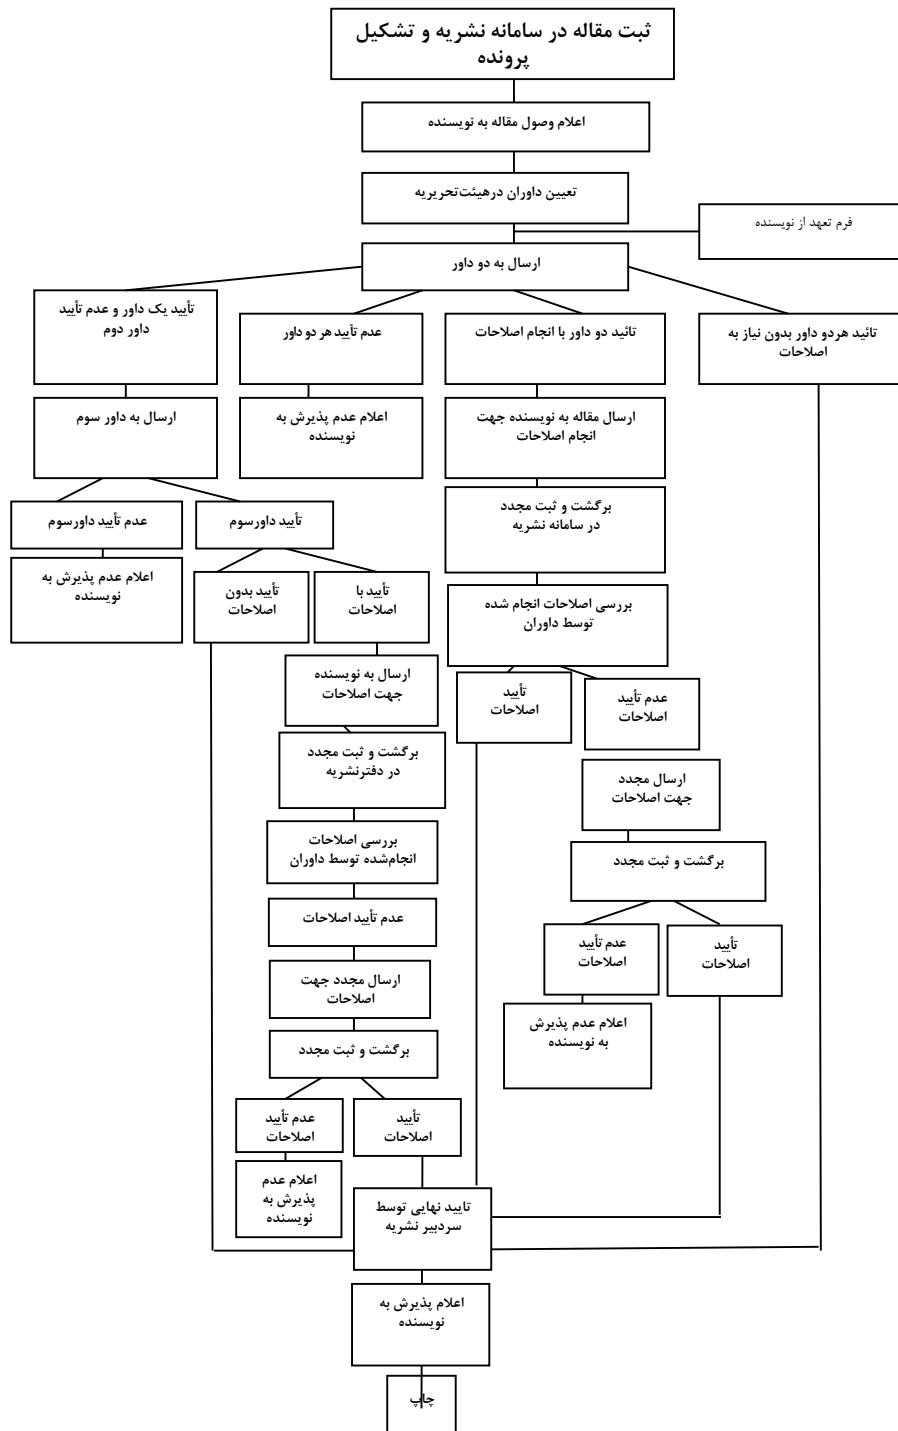 ثبت مقاله در سامانه نشریه و تشکیل
پرونده
اعلام وصول مقاله به نویسنده
تعیین داوران درهیئت‌تحریریه
فرم تعهد از نویسنده
ارسال به دو داور
تأیید یک داور و عدم تأیید
داور دوم
عدم تأیید هر دو داور
تائید دو داور با انجام اصلاحات
تائید هردو داور بدون نیاز به
اصلاحات
ارسال به داور سوم
اعلام عدم پذیرش به
نویسنده
ارسال مقاله به نویسنده جهت
انجام اصلاحات
عدم تأیید داورسوم
تأیید داورسوم
برگشت و ثبت مجدد
در سامانه نشریه
اعلام عدم پذیرش به
نویسنده
تأیید بدون
اصلاحات
تأیید با
اصلاحات
بررسی اصلاحات انجام شده
توسط داوران
ارسال به نویسنده
جهت اصلاحات
تأیید
اصلاحات
عدم تأیید
اصلاحات
برگشت و ثبت مجدد
در دفترنشریه
ارسال مجدد
جهت اصلاحات
بررسی اصلاحات
انجام‌شده توسط داوران
برگشت و ثبت مجدد
عدم تأیید اصلاحات
عدم تأیید
اصلاحات
تأیید
اصلاحات
ارسال مجدد جهت
اصلاحات
اعلام عدم پذیرش
به نویسنده
برگشت و ثبت مجدد
عدم تأیید
اصلاحات
تأیید
اصلاحات
اعلام عدم
پذیرش به
نویسنده
تایید نهایی توسط
سردبیر نشریه
اعلام پذیرش به
نویسنده
چاپ